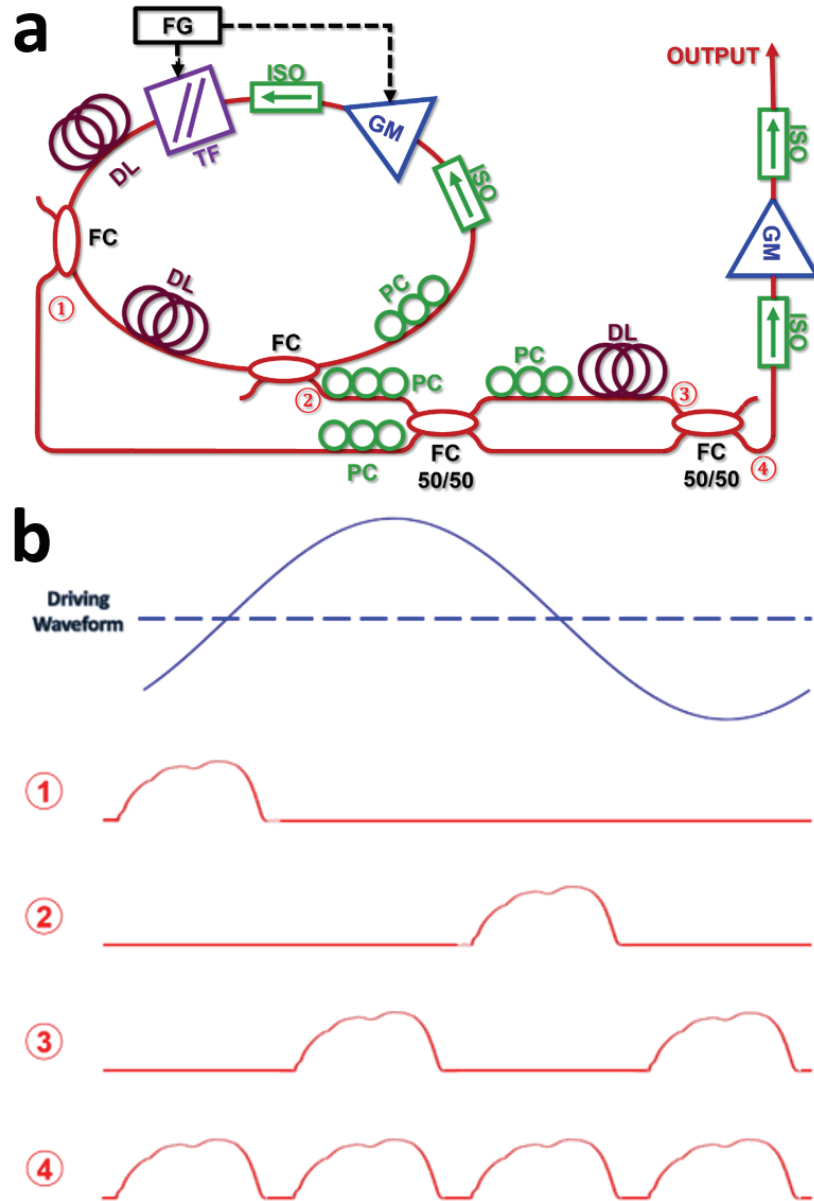 a
FG
OUTPUT
ISO
GM
TF
DL
ISO
ISO
GM
ISO
FC
①
DL
PC
FC
②
PC
PC
FC
50/50
PC
DL
③
FC
50/50
④
b
Driving
Waveform
①
②
③
④